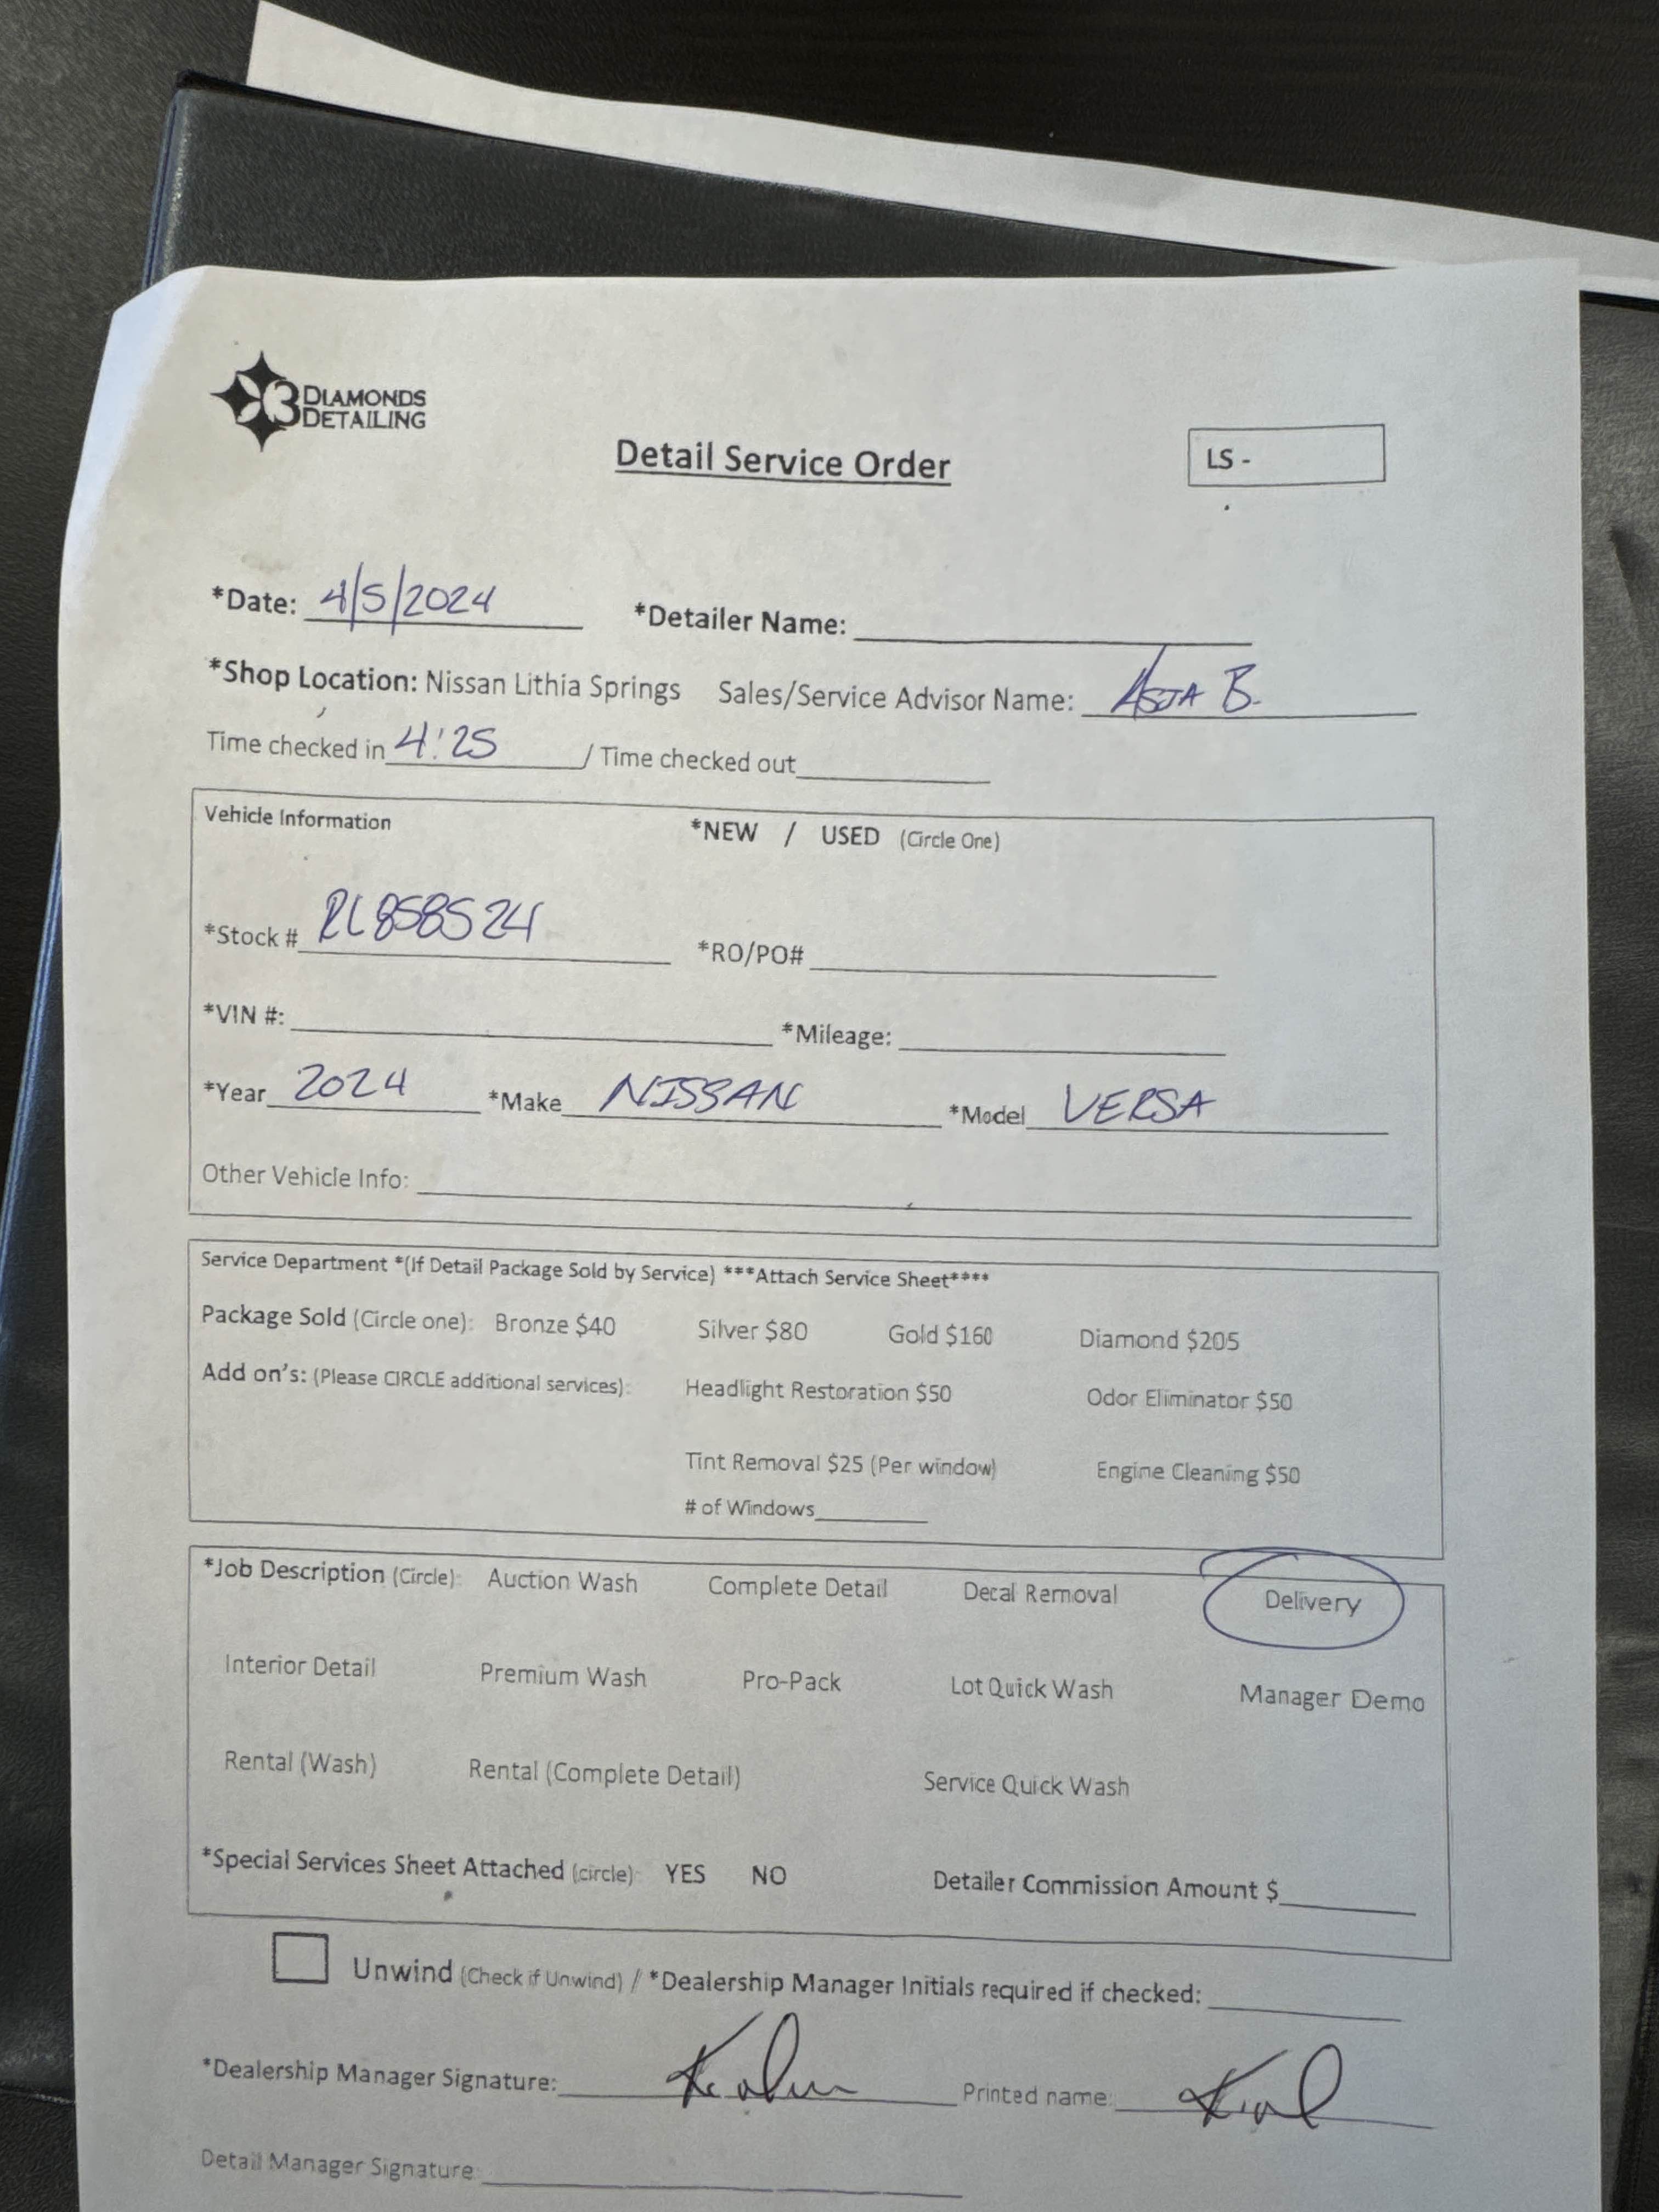 3 DIAMONDS
DETAILING
Detail Service Order
LS -
*Date: 4/5/2024 *Detailer Name:
*Shop Location: Nissan Lithia Springs Sales/Service Advisor Name: ASJA B.
Time checked in 4:25 / Time checked out
Vehicle Information *NEW / USED (Circle One)
*Stock # RL858524 *RO/PO#
*VIN #: *Mileage:
*Year 2024 *Make NISSAN *Model VERSA
Other Vehicle Info:
Service Department *(If Detail Package Sold by Service) ***Attach Service Sheet****
Package Sold (Circle one): Bronze $40 Silver $80 Gold $160 Diamond $205
Add on's: (Please CIRCLE additional services): Headlight Restoration $50 Odor Eliminator $50
Tint Removal $25 (Per window) Engine Cleaning $50
# of Windows
*Job Description (Circle): Auction Wash Complete Detail Decal Removal Delivery
Interior Detail Premium Wash Pro-Pack Lot Quick Wash Manager Demo
Rental (Wash) Rental (Complete Detail) Service Quick Wash
*Special Services Sheet Attached (circle): YES NO Detailer Commission Amount $
Unwind (Check if Unwind) / *Dealership Manager Initials required if checked:
*Dealership Manager Signature: Printed name:
Detail Manager Signature